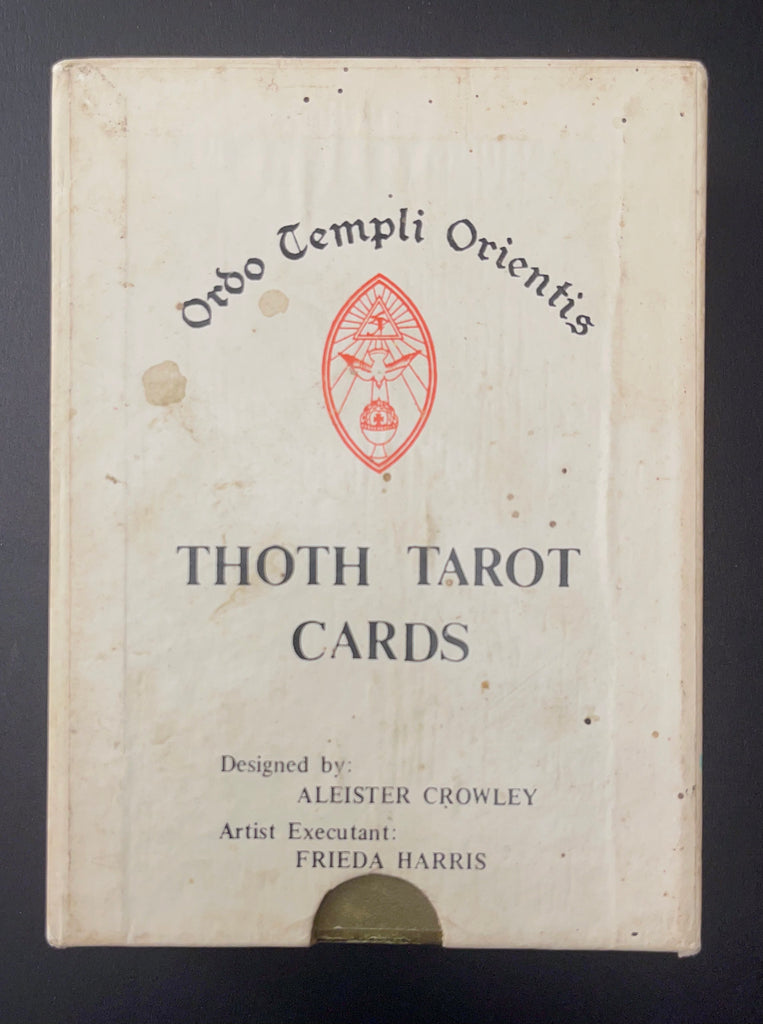 Ordo Templi Orientis
THOTH TAROT
CARDS
Designed by:
ALEISTER CROWLEY
Artist Executant:
FRIEDA HARRIS